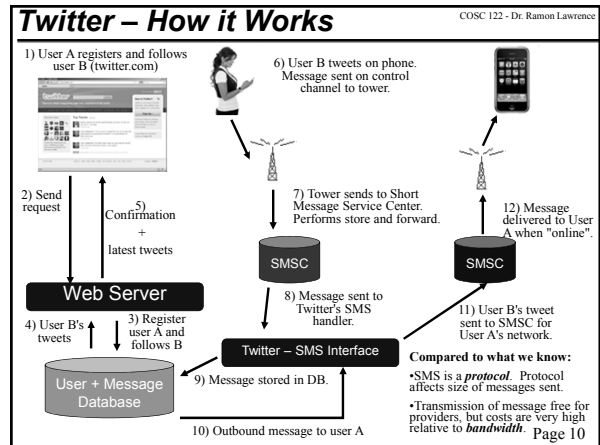 Twitter – How it Works
COSC 122 - Dr. Ramon Lawrence
1) User A registers and follows
user B (twitter.com)
twitter
2) Send
request
5)
Confirmation
+
latest tweets
Web Server
4) User B's
tweets
3) Register
user A and
follows B
User + Message
Database
6) User B tweets on phone.
Message sent on control
channel to tower.
7) Tower sends to Short
Message Service Center.
Performs store and forward.
SMSC
8) Message sent to
Twitter's SMS
handler.
Twitter – SMS Interface
9) Message stored in DB.
10) Outbound message to user A
11) User B's tweet
sent to SMSC for
User A's network.
SMSC
12) Message
delivered to User
A when "online".
Compared to what we know:
•SMS is a protocol. Protocol
affects size of messages sent.
•Transmission of message free for
providers, but costs are very high
relative to bandwidth.
Page 10